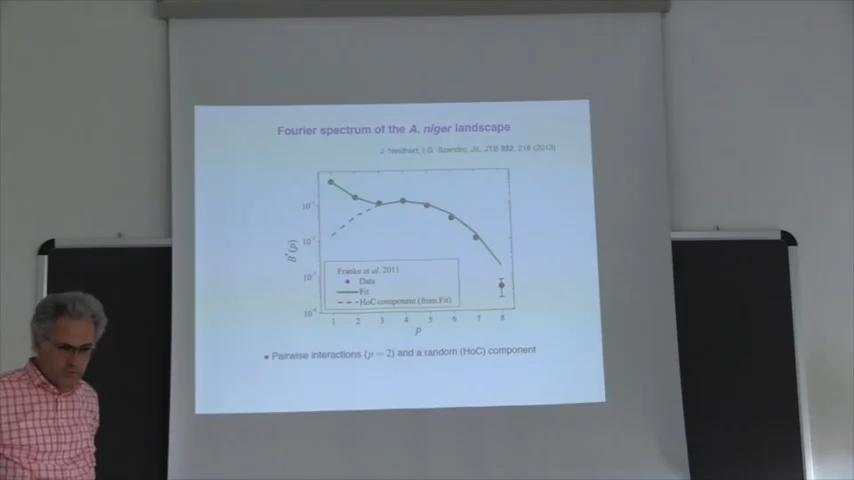 Fourier spectrum of the A. niger landscape
J. Neidhart, I.G. Szendro, JK, JTB 332, 218 (2013)
10⁻¹
10⁻²
10⁻³
10⁻⁴
B*(p)
Franke et al. 2011
Data
Fit
HoC component (from Fit)
1 2 3 4 5 6 7 8
p
• Pairwise interactions (p = 2) and a random (HoC) component